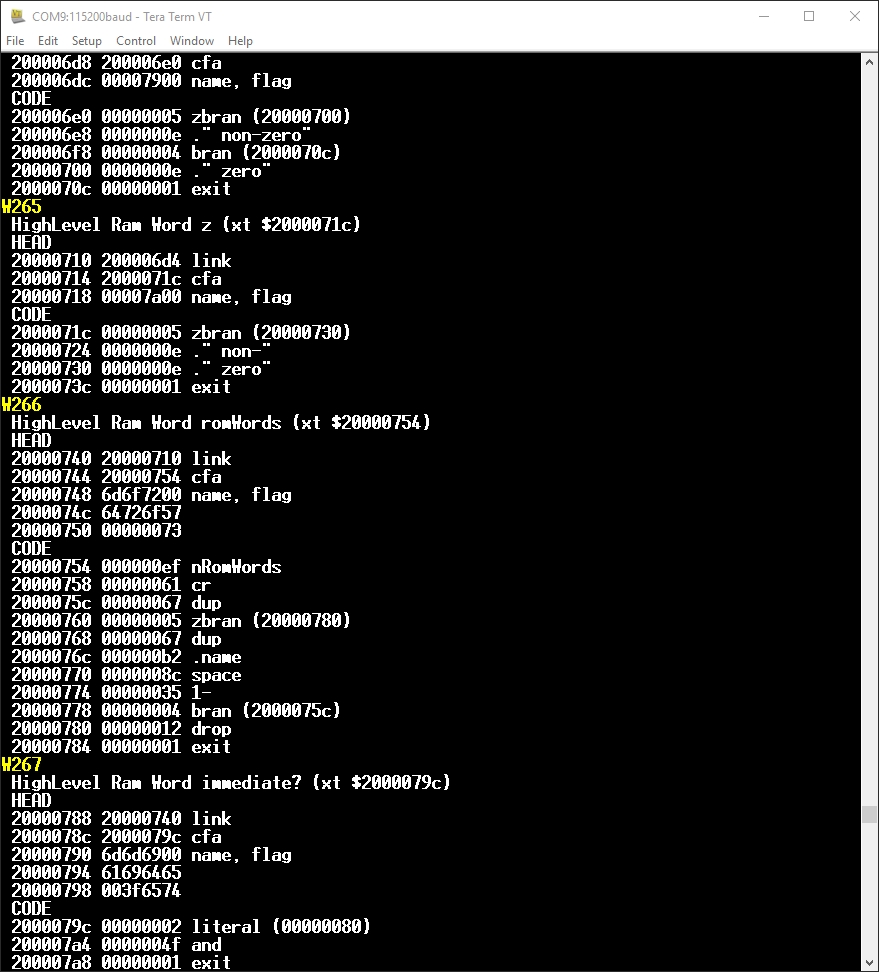 COM9:115200baud - Tera Term VT
File Edit Setup Control Window Help
200006d8 200006e0 cfa
200006dc 00007900 name, flag
CODE
200006e0 00000005 zbran (20000700)
200006e8 0000000e ." non-zero"
200006f8 00000004 bran (2000070c)
20000700 0000000e ." zero"
2000070c 00000001 exit
W265
HighLevel Ram Word z (xt $2000071c)
HEAD
20000710 200006d4 link
20000714 2000071c cfa
20000718 00007a00 name, flag
CODE
2000071c 00000005 zbran (20000730)
20000724 0000000e ." non-"
20000730 0000000e ." zero"
2000073c 00000001 exit
W266
HighLevel Ram Word romWords (xt $20000754)
HEAD
20000740 20000710 link
20000744 20000754 cfa
20000748 6d6f7200 name, flag
2000074c 64726f57
20000750 00000073
CODE
20000754 000000ef nRomWords
20000758 00000061 cr
2000075c 00000067 dup
20000760 00000005 zbran (20000780)
20000768 00000067 dup
2000076c 000000b2 .name
20000770 0000008c space
20000774 00000035 1-
20000778 00000004 bran (2000075c)
20000780 00000012 drop
20000784 00000001 exit
W267
HighLevel Ram Word immediate? (xt $2000079c)
HEAD
20000788 20000740 link
2000078c 2000079c cfa
20000790 6d6d6900 name, flag
20000794 61696465
20000798 003f6574
CODE
2000079c 00000002 literal (00000080)
200007a4 0000004f and
200007a8 00000001 exit